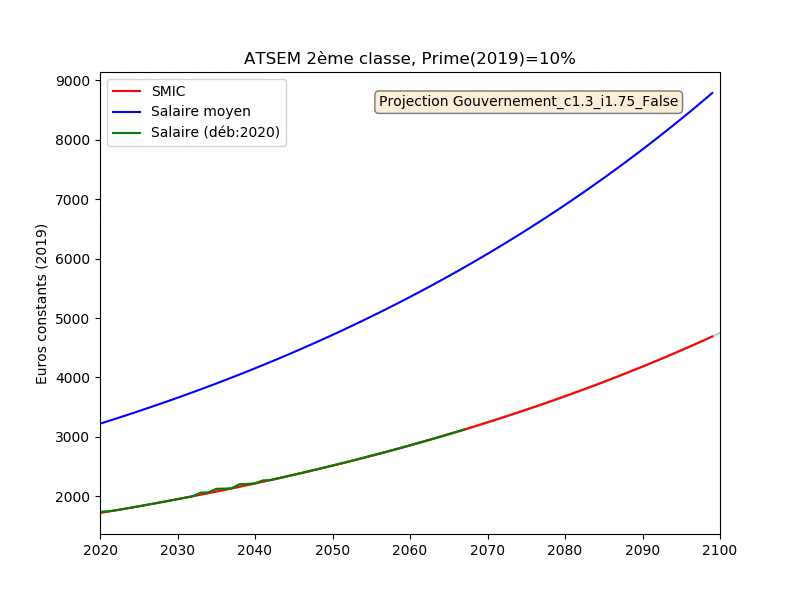 ATSEM 2ème classe, Prime(2019)=10%
SMIC
Salaire moyen
Salaire (déb:2020)
Projection Gouvernement_c1.3_i1.75_False
Euros constants (2019)
9000
8000
7000
6000
5000
4000
3000
2000
2020 2030 2040 2050 2060 2070 2080 2090 2100